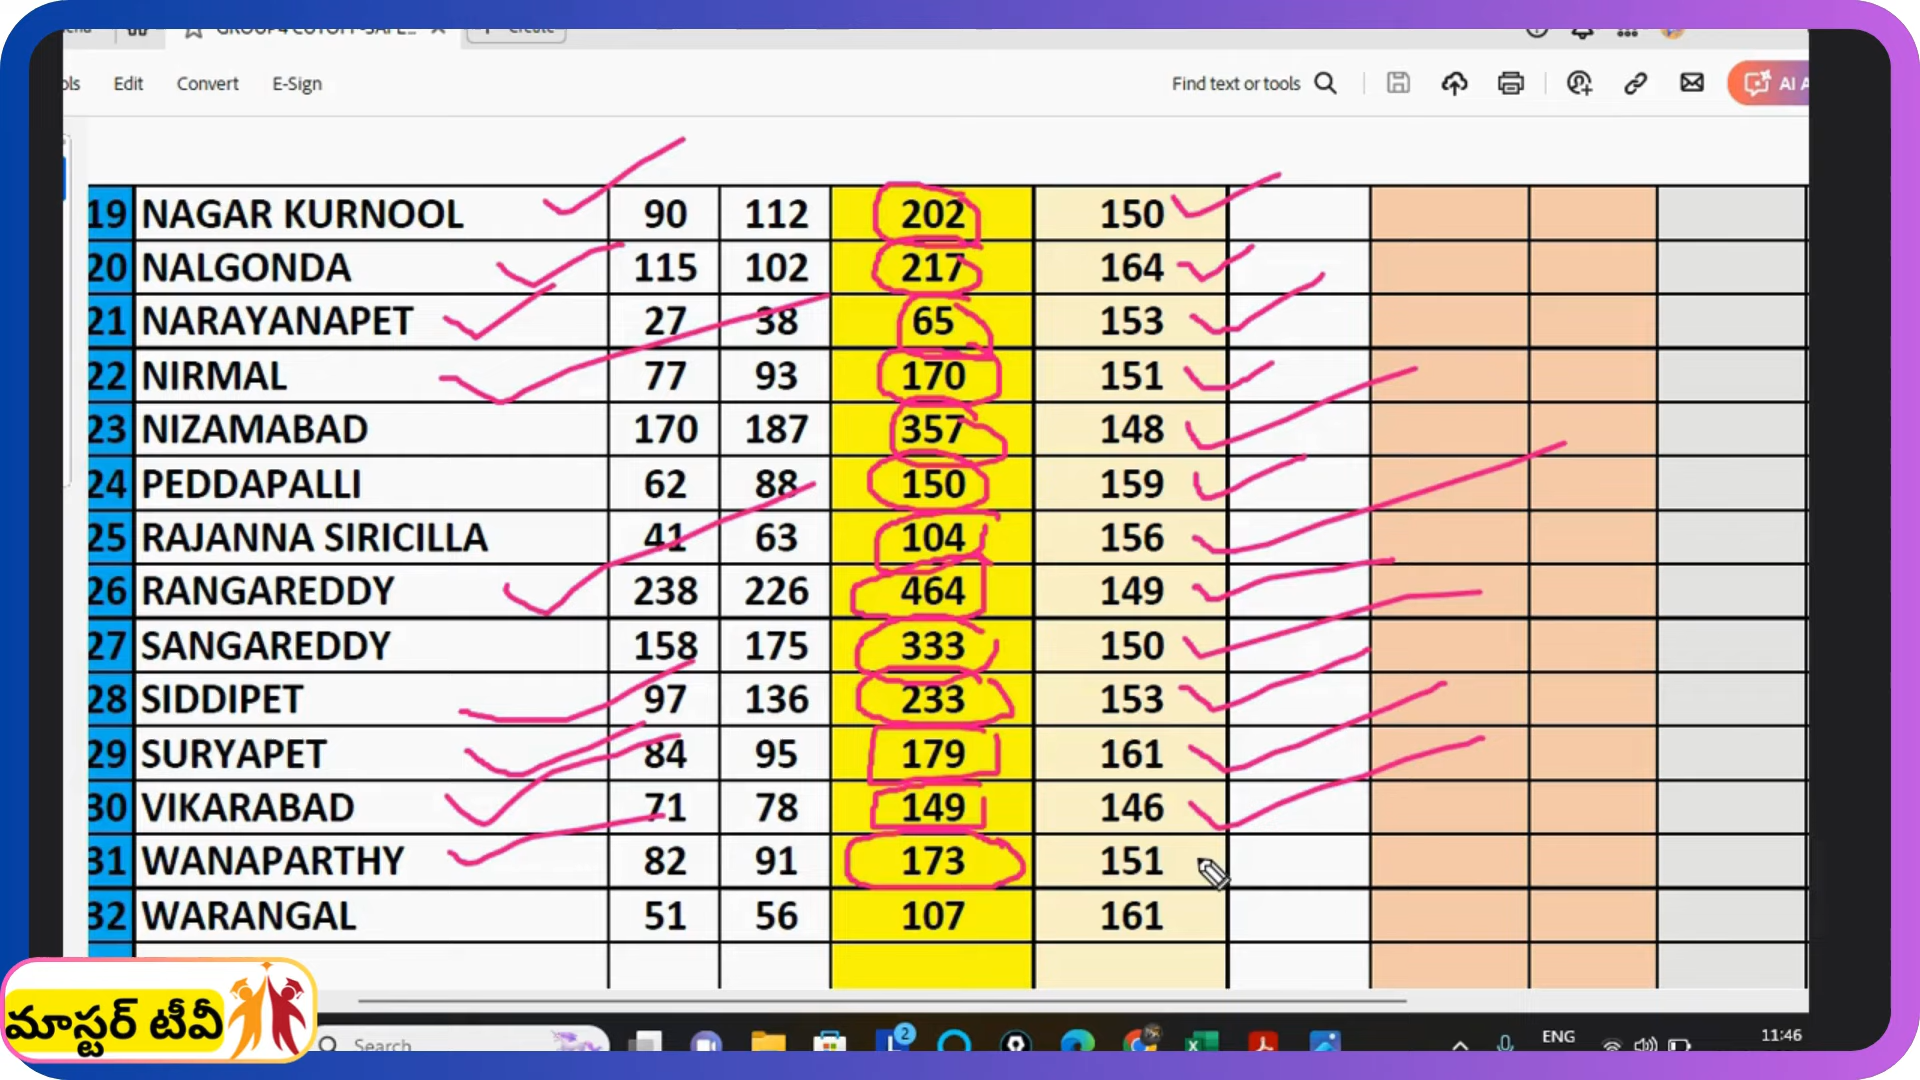 Edit Convert E-Sign Find text or tools
19 NAGAR KURNOOL 90 112 202 150
20 NALGONDA 115 102 217 164
21 NARAYANAPET 27 38 65 153
22 NIRMAL 77 93 170 151
23 NIZAMABAD 170 187 357 148
24 PEDDAPALLI 62 88 150 159
25 RAJANNA SIRICILLA 41 63 104 156
26 RANGAREDDY 238 226 464 149
27 SANGAREDDY 158 175 333 150
28 SIDDIPET 97 136 233 153
29 SURYAPET 84 95 179 161
30 VIKARABAD 71 78 149 146
31 WANAPARTHY 82 91 173 151
32 WARANGAL 51 56 107 161
మాస్టర్ టీవీ
Search 2 ENG 11:46